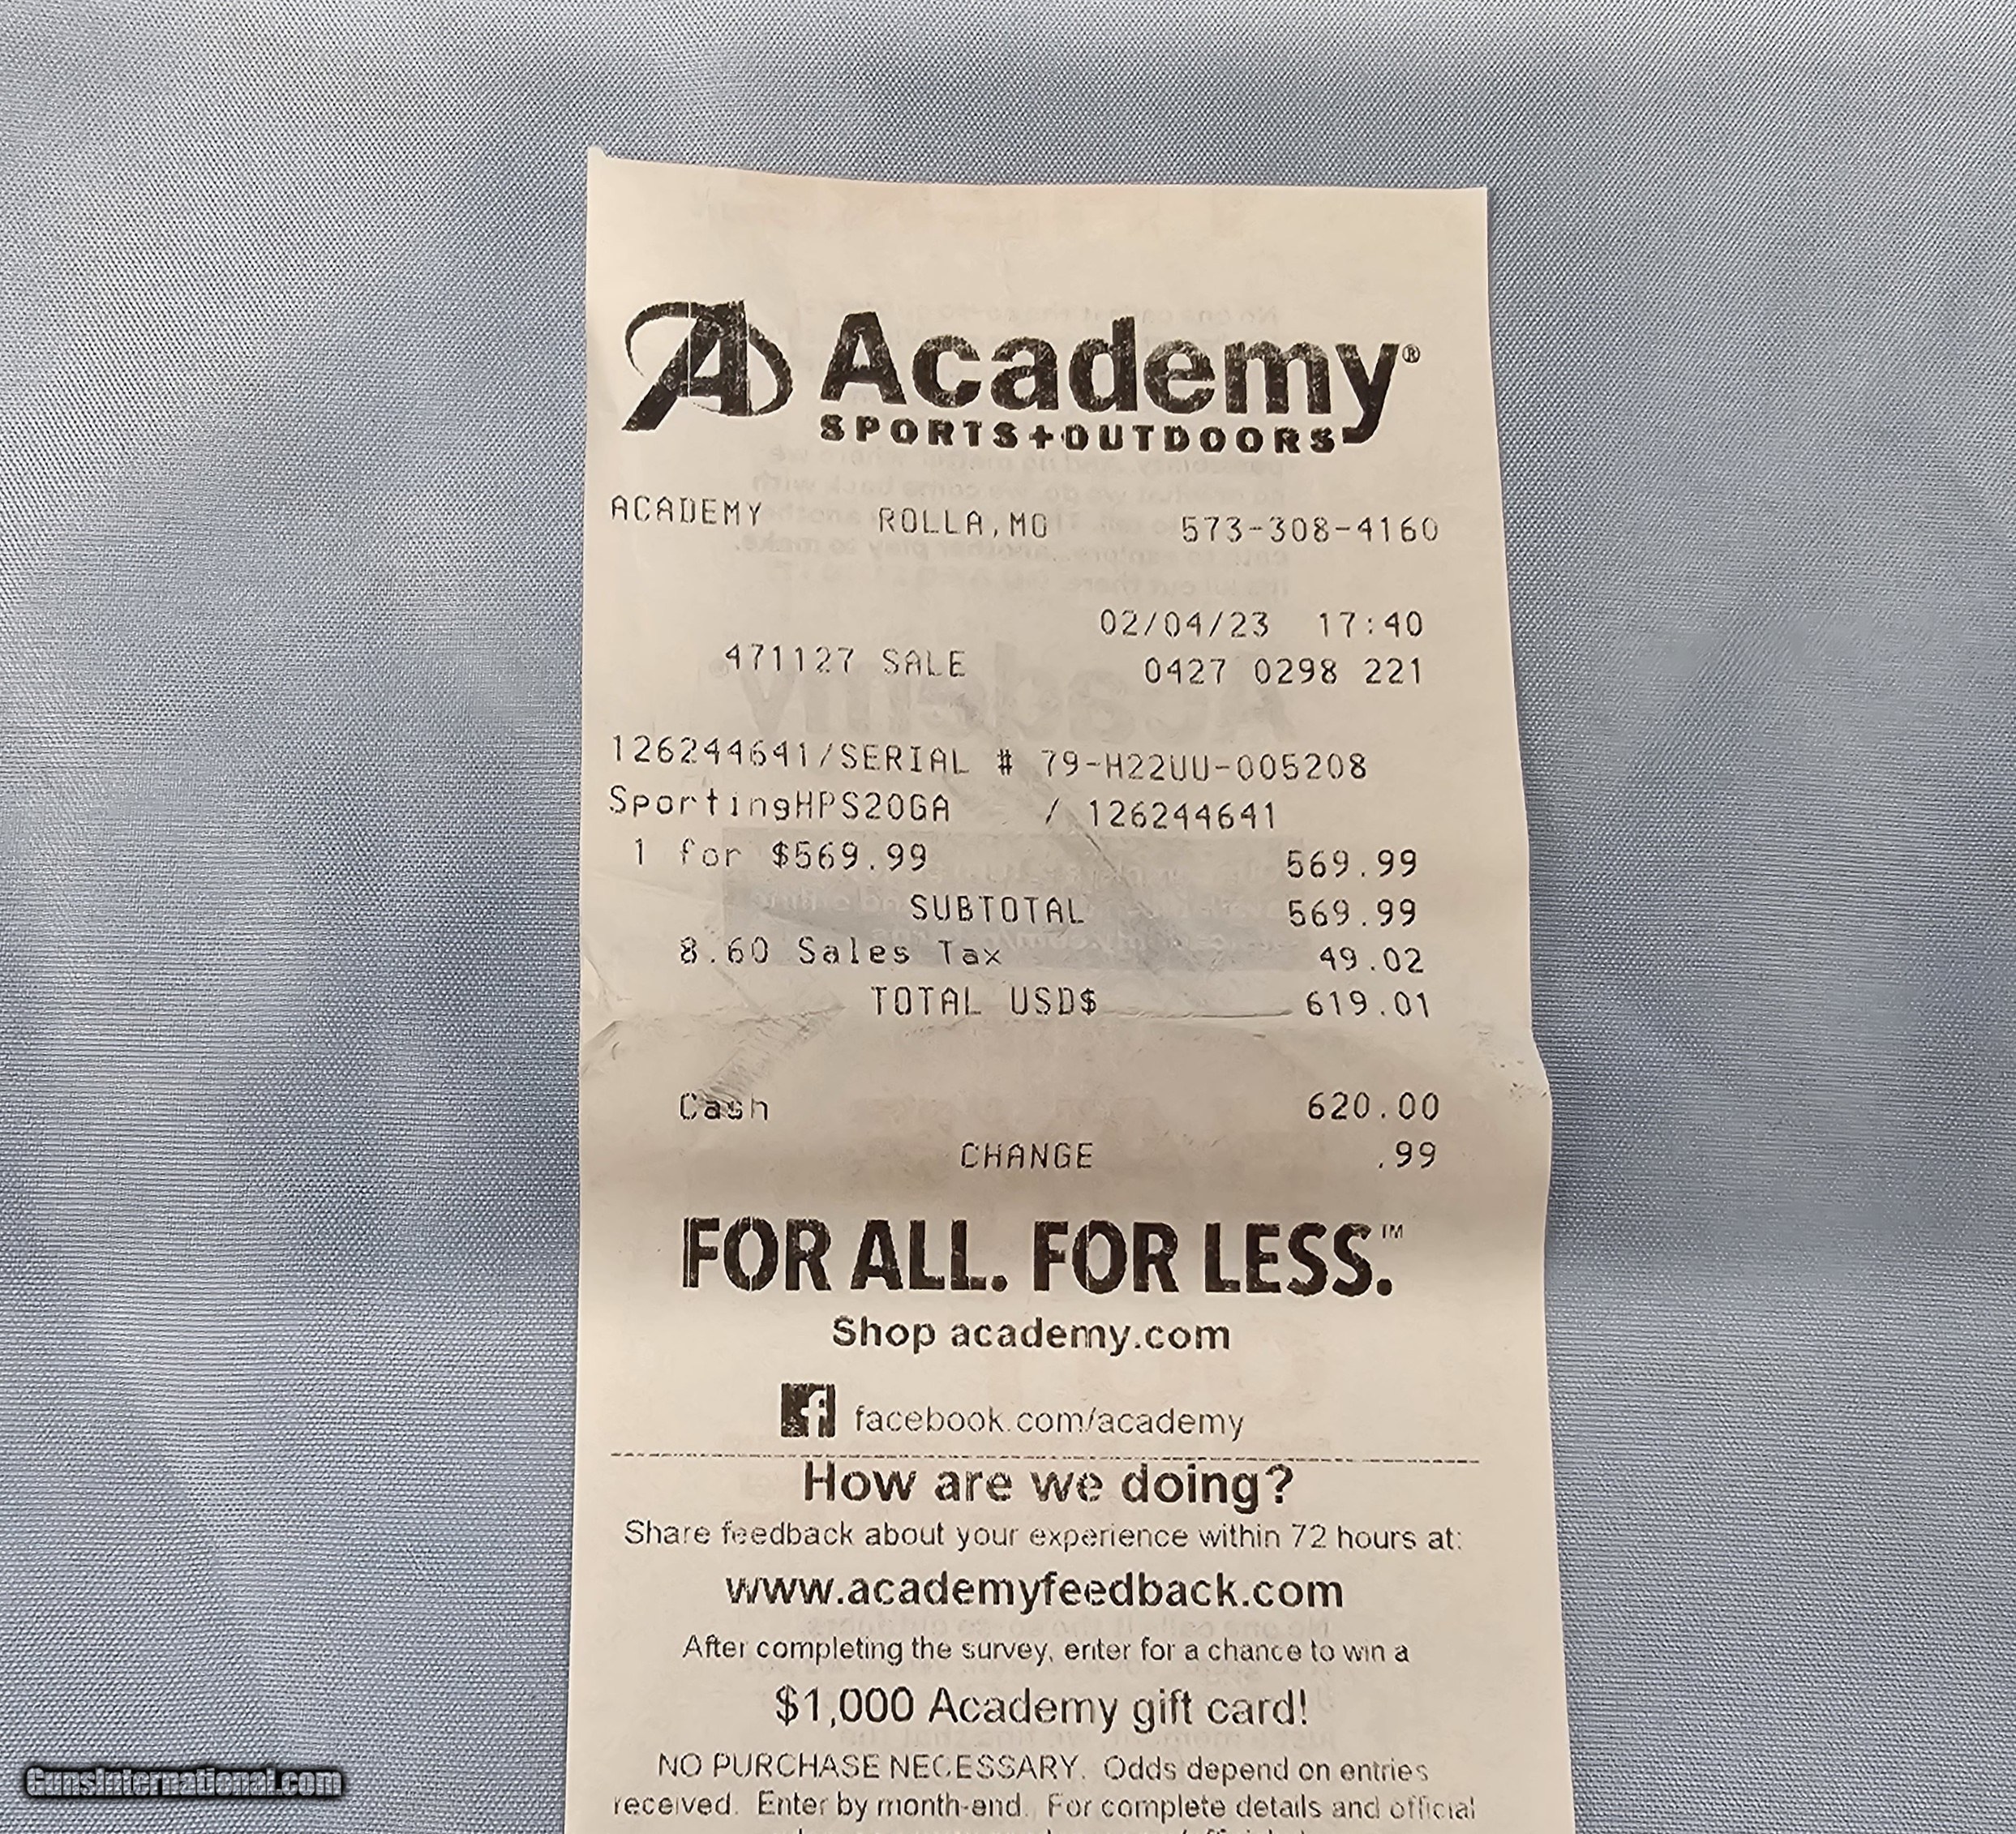 Academy®
SPORTS+OUTDOORS
ACADEMY ROLLA,MO 573-308-4160
02/04/23 17:40
471127 SALE 0427 0298 221
126244641/SERIAL # 79-H22UU-005208
SportingHPS20GA / 126244641
1 for $569.99 569.99
SUBTOTAL 569.99
8.60 Sales Tax 49.02
TOTAL USD$ 619.01
Cash 620.00
CHANGE .99
FOR ALL. FOR LESS.™
Shop academy.com
f facebook.com/academy
How are we doing?
Share feedback about your experience within 72 hours at:
www.academyfeedback.com
After completing the survey, enter for a chance to win a
$1,000 Academy gift card!
NO PURCHASE NECESSARY. Odds depend on entries
received. Enter by month-end. For complete details and official
GunsInternational.com